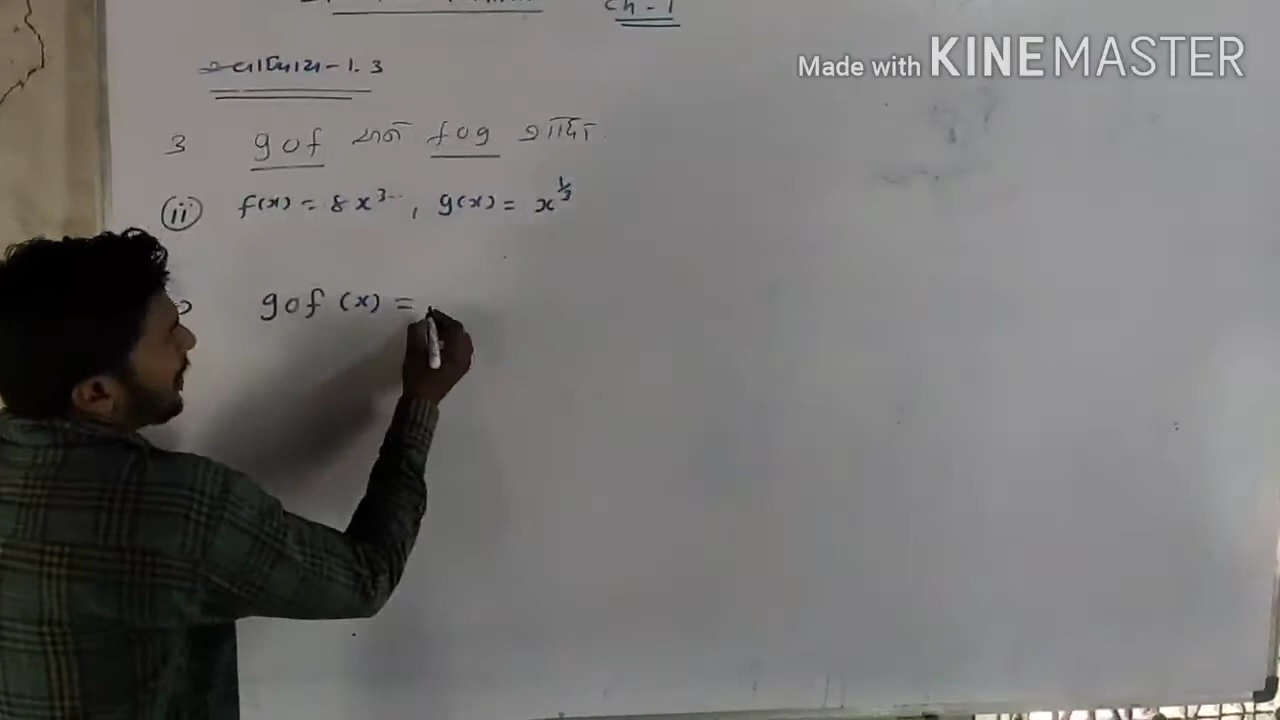 Ch - 1
Made with KINEMASTER
સ્વાધ્યાય - 1.3
3 gof અને fog શોધો.
(ii) f(x) = 8x³, g(x) = x^1/3
gof (x) =